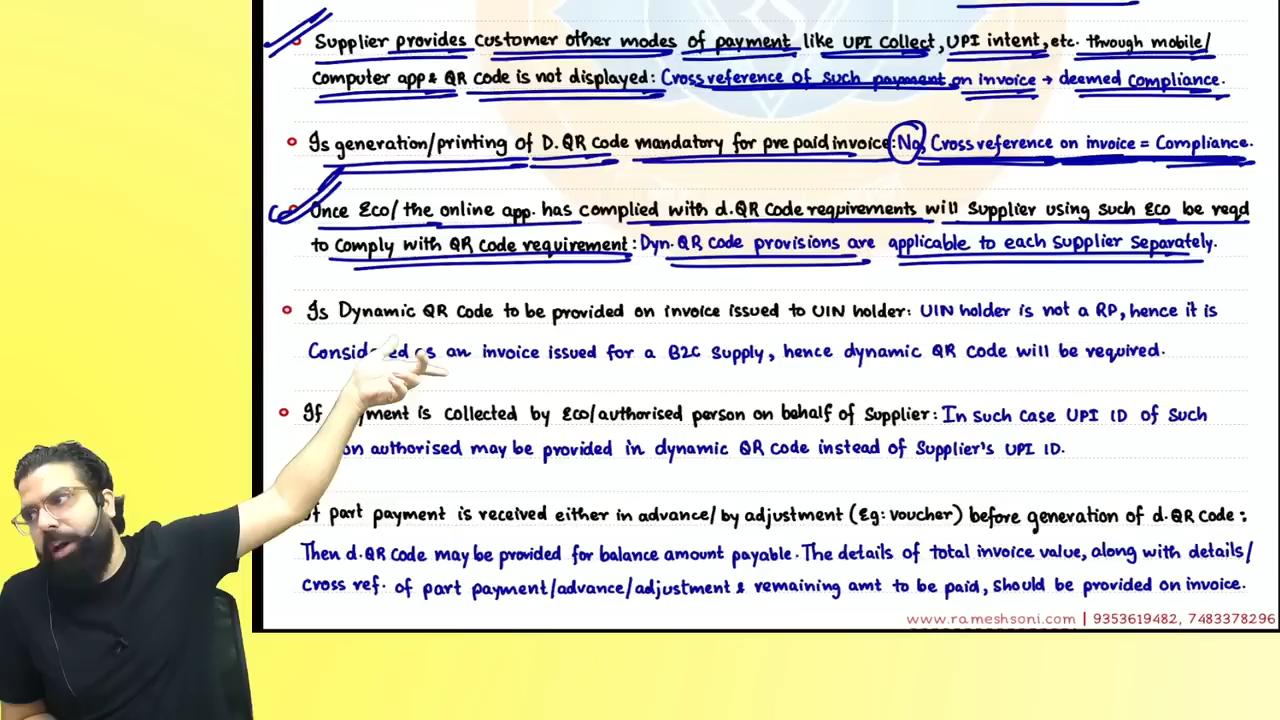 Supplier provides customer other modes of payment like UPI collect, UPI intent, etc. through mobile/
Computer app & QR code is not displayed: Cross reference of such payment on invoice → deemed compliance.
Is generation/printing of D.QR Code mandatory for pre paid invoice: No, Cross reference on invoice = Compliance.
Once Eco/ the online app. has complied with d.QR Code requirements will supplier using such Eco be reqd
to comply with QR code requirement: Dyn.QR code provisions are applicable to each supplier separately.
Is Dynamic QR Code to be provided on invoice issued to UIN holder: UIN holder is not a RP, hence it is
as an invoice issued for a B2C supply, hence dynamic QR code will be required.
If is collected by Eco/authorised person on behalf of supplier: In such case UPI ID of such
authorised may be provided in dynamic QR code instead of supplier's UPI ID.
part payment is received either in advance/by adjustment (Eg: voucher) before generation of d.QR Code:
Then d.QR Code may be provided for balance amount payable. The details of total invoice value, along with details/
cross ref. of part payment/advance/adjustment & remaining amt to be paid, should be provided on invoice.
www.rameshsoni.com | 9353619482, 7483378296